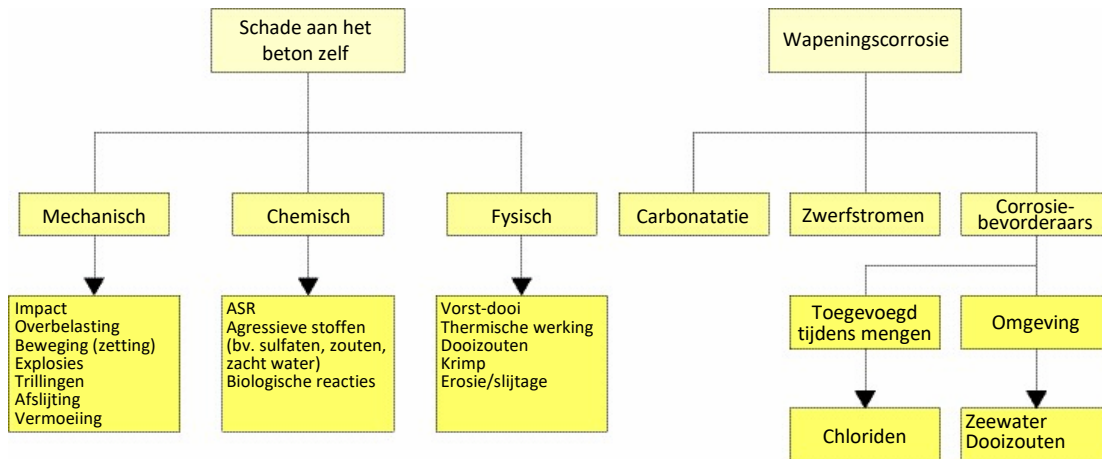 Schade aan het
beton zelf
Wapeningscorrosie
Mechanisch
Chemisch
Fysisch
Carbonatatie
Zwerfstromen
Corrosie-
bevorderaars
Impact
Overbelasting
Beweging (zetting)
Explosies
Trillingen
Afslijting
Vermoeiing
ASR
Agressieve stoffen
(bv. sulfaten, zouten,
zacht water)
Biologische reacties
Vorst-dooi
Thermische werking
Dooizouten
Krimp
Erosie/slijtage
Toegevoegd
tijdens mengen
Omgeving
Chloriden
Zeewater
Dooizouten